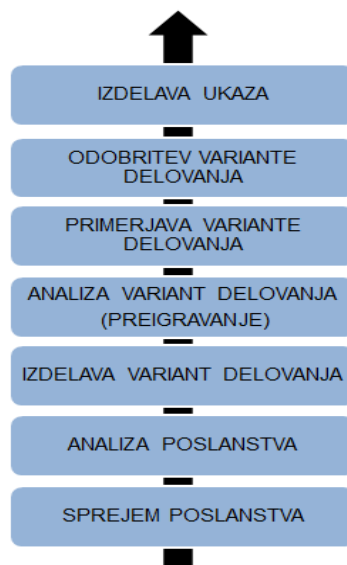 IZDELAVA UKAZA
ODOBRITEV VARIANTE
DELOVANJA
PRIMERJAVA VARIANTE
DELOVANJA
ANALIZA VARIANT DELOVANJA
(PREIGRAVANJE)
IZDELAVA VARIANT DELOVANJA
ANALIZA POSLANSTVA
SPREJEM POSLANSTVA